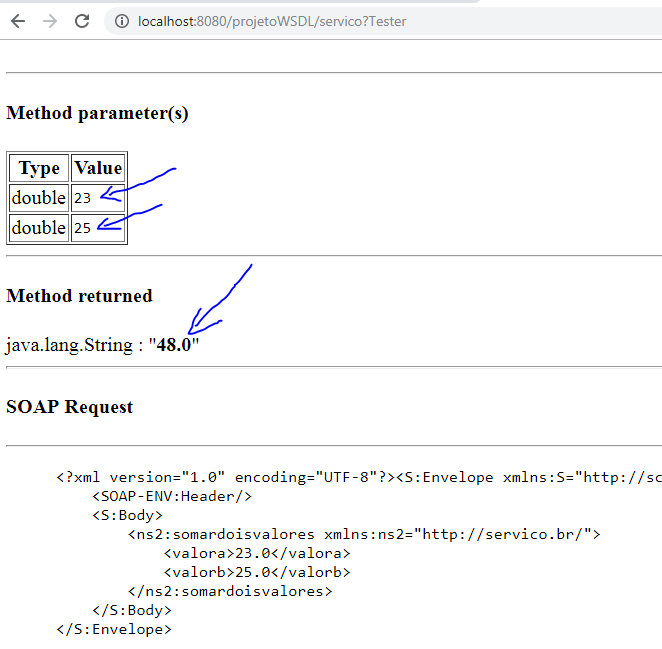 localhost:8080/projetoWSDL/servico?Tester
Method parameter(s)
Type Value
double 23
double 25
Method returned
java.lang.String : "48.0"
SOAP Request
<?xml version="1.0" encoding="UTF-8"?><S:Envelope xmlns:S="http://sc
<SOAP-ENV:Header/>
<S:Body>
<ns2:somardoisvalores xmlns:ns2="http://servico.br/">
<valora>23.0</valora>
<valorb>25.0</valorb>
</ns2:somardoisvalores>
</S:Body>
</S:Envelope>